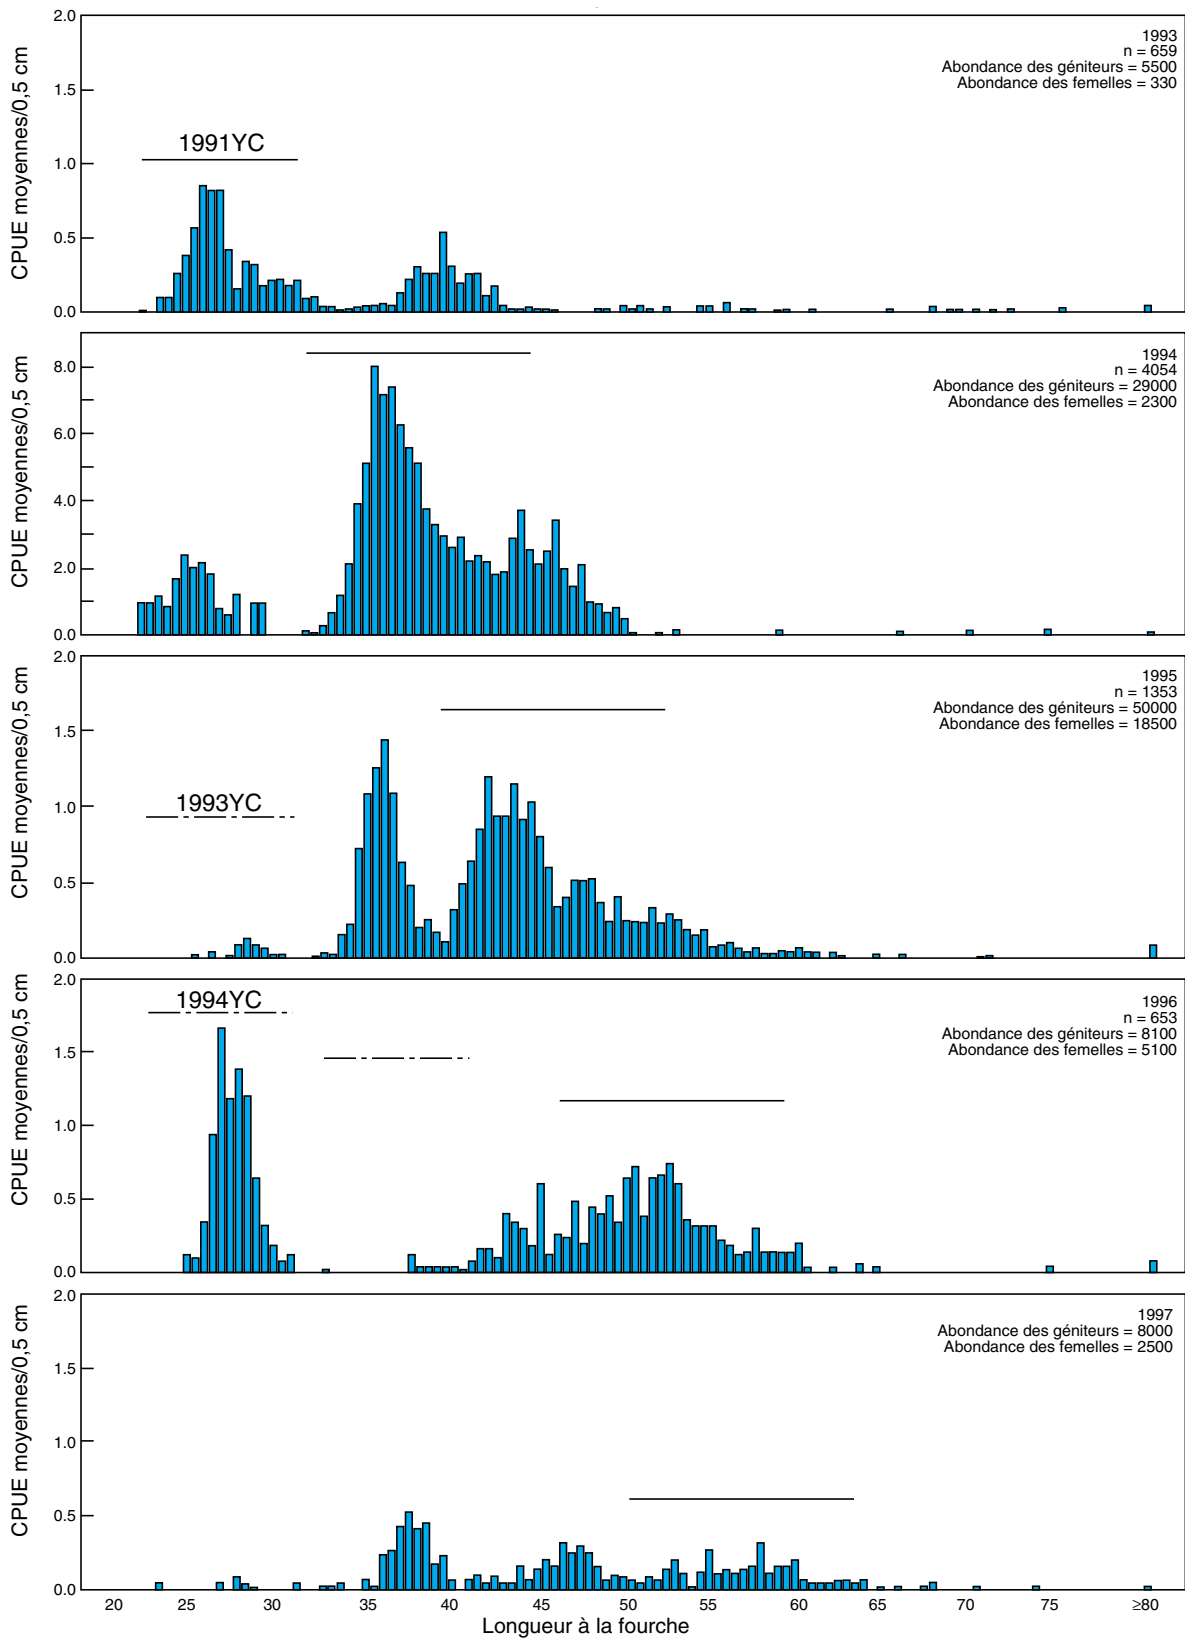 2.0
1.5
1.0
0.5
0.0
CPUE moyennes/0,5 cm
1991YC
1993
n = 659
Abondance des géniteurs = 5500
Abondance des femelles = 330
8.0
6.0
4.0
2.0
0.0
CPUE moyennes/0,5 cm
1994
n = 4054
Abondance des géniteurs = 29000
Abondance des femelles = 2300
2.0
1.5
1.0
0.5
0.0
CPUE moyennes/0,5 cm
1993YC
1995
n = 1353
Abondance des géniteurs = 50000
Abondance des femelles = 18500
2.0
1.5
1.0
0.5
0.0
CPUE moyennes/0,5 cm
1994YC
1996
n = 653
Abondance des géniteurs = 8100
Abondance des femelles = 5100
2.0
1.5
1.0
0.5
0.0
CPUE moyennes/0,5 cm
1997
Abondance des géniteurs = 8000
Abondance des femelles = 2500
20 25 30 35 40 45 50 55 60 65 70 75 ≥80
Longueur à la fourche